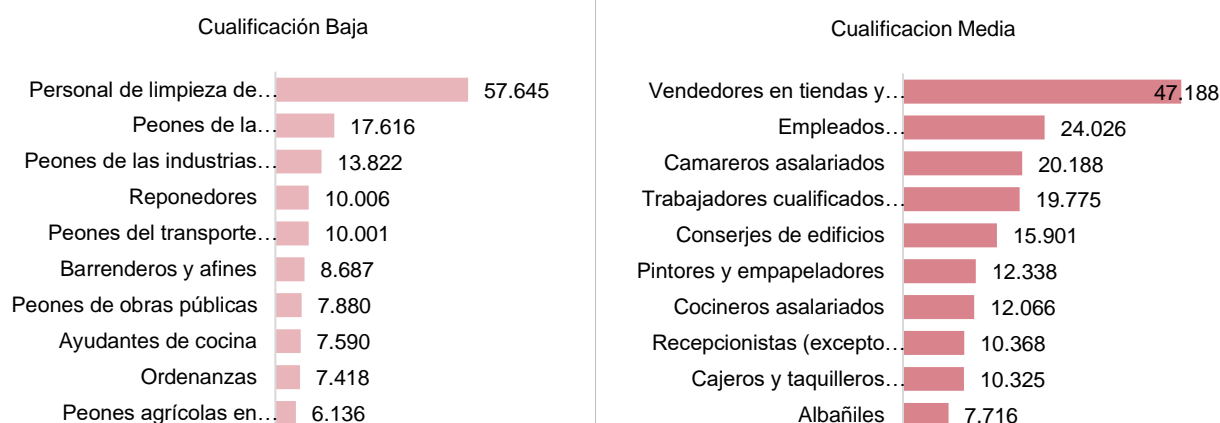 Cualificación Baja
Personal de limpieza de… 57.645
Peones de la… 17.616
Peones de las industrias… 13.822
Reponedores 10.006
Peones del transporte… 10.001
Barrenderos y afines 8.687
Peones de obras públicas 7.880
Ayudantes de cocina 7.590
Ordenanzas 7.418
Peones agrícolas en… 6.136
Cualificacion Media
Vendedores en tiendas y… 47.188
Empleados… 24.026
Camareros asalariados 20.188
Trabajadores cualificados… 19.775
Conserjes de edificios 15.901
Pintores y empapeladores 12.338
Cocineros asalariados 12.066
Recepcionistas (excepto… 10.368
Cajeros y taquilleros… 10.325
Albañiles 7.716